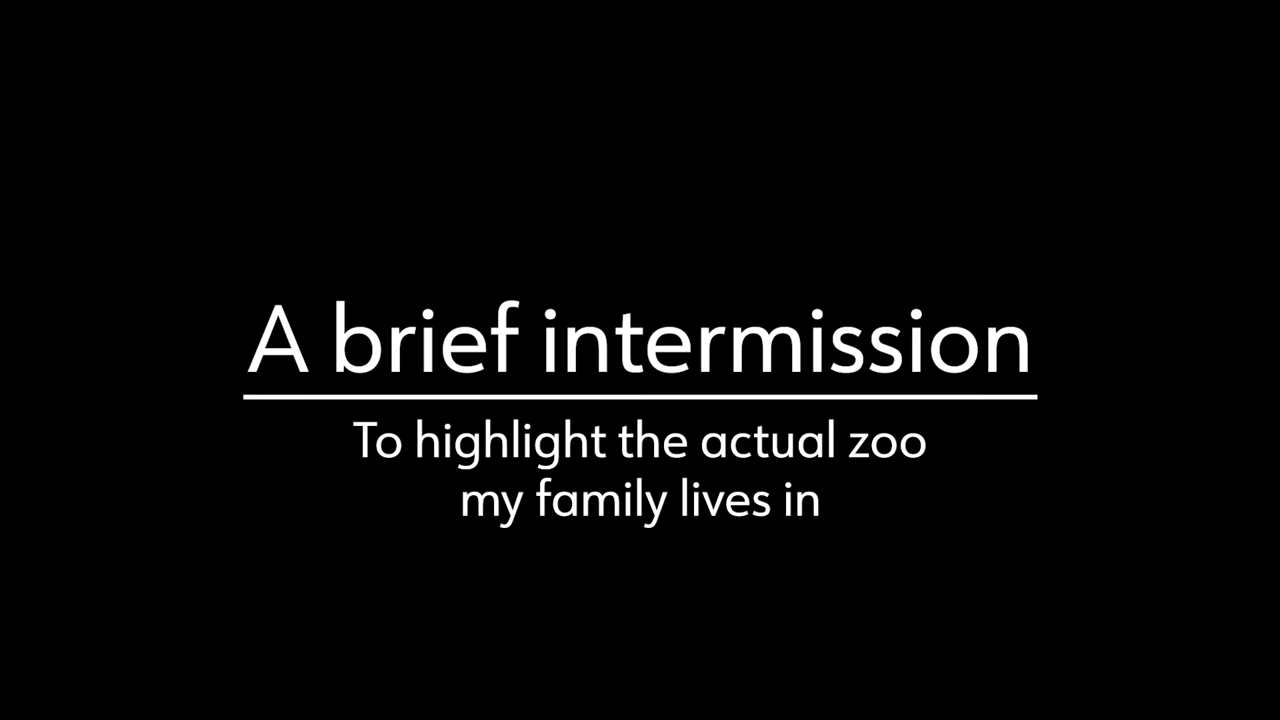 A brief intermission
To highlight the actual zoo
my family lives in